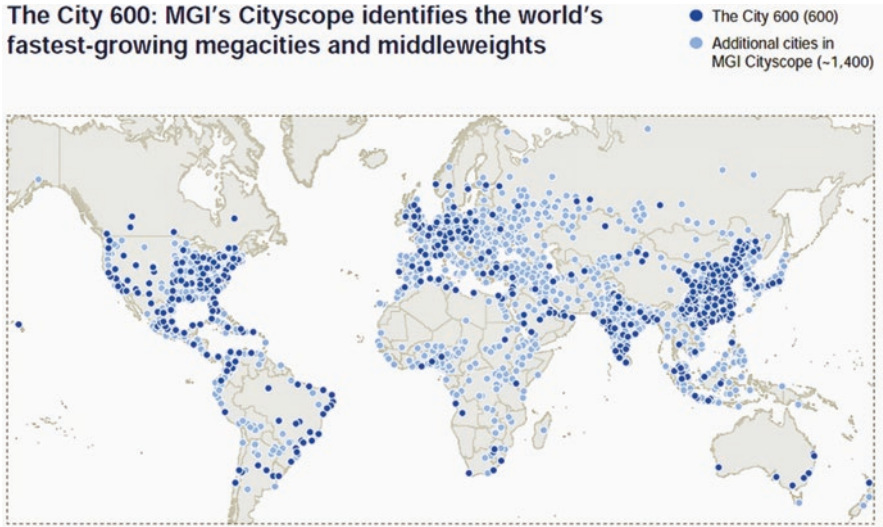 The City 600: MGI's Cityscope identifies the world's
fastest-growing megacities and middleweights
The City 600 (600)
Additional cities in
MGI Cityscope (~1,400)